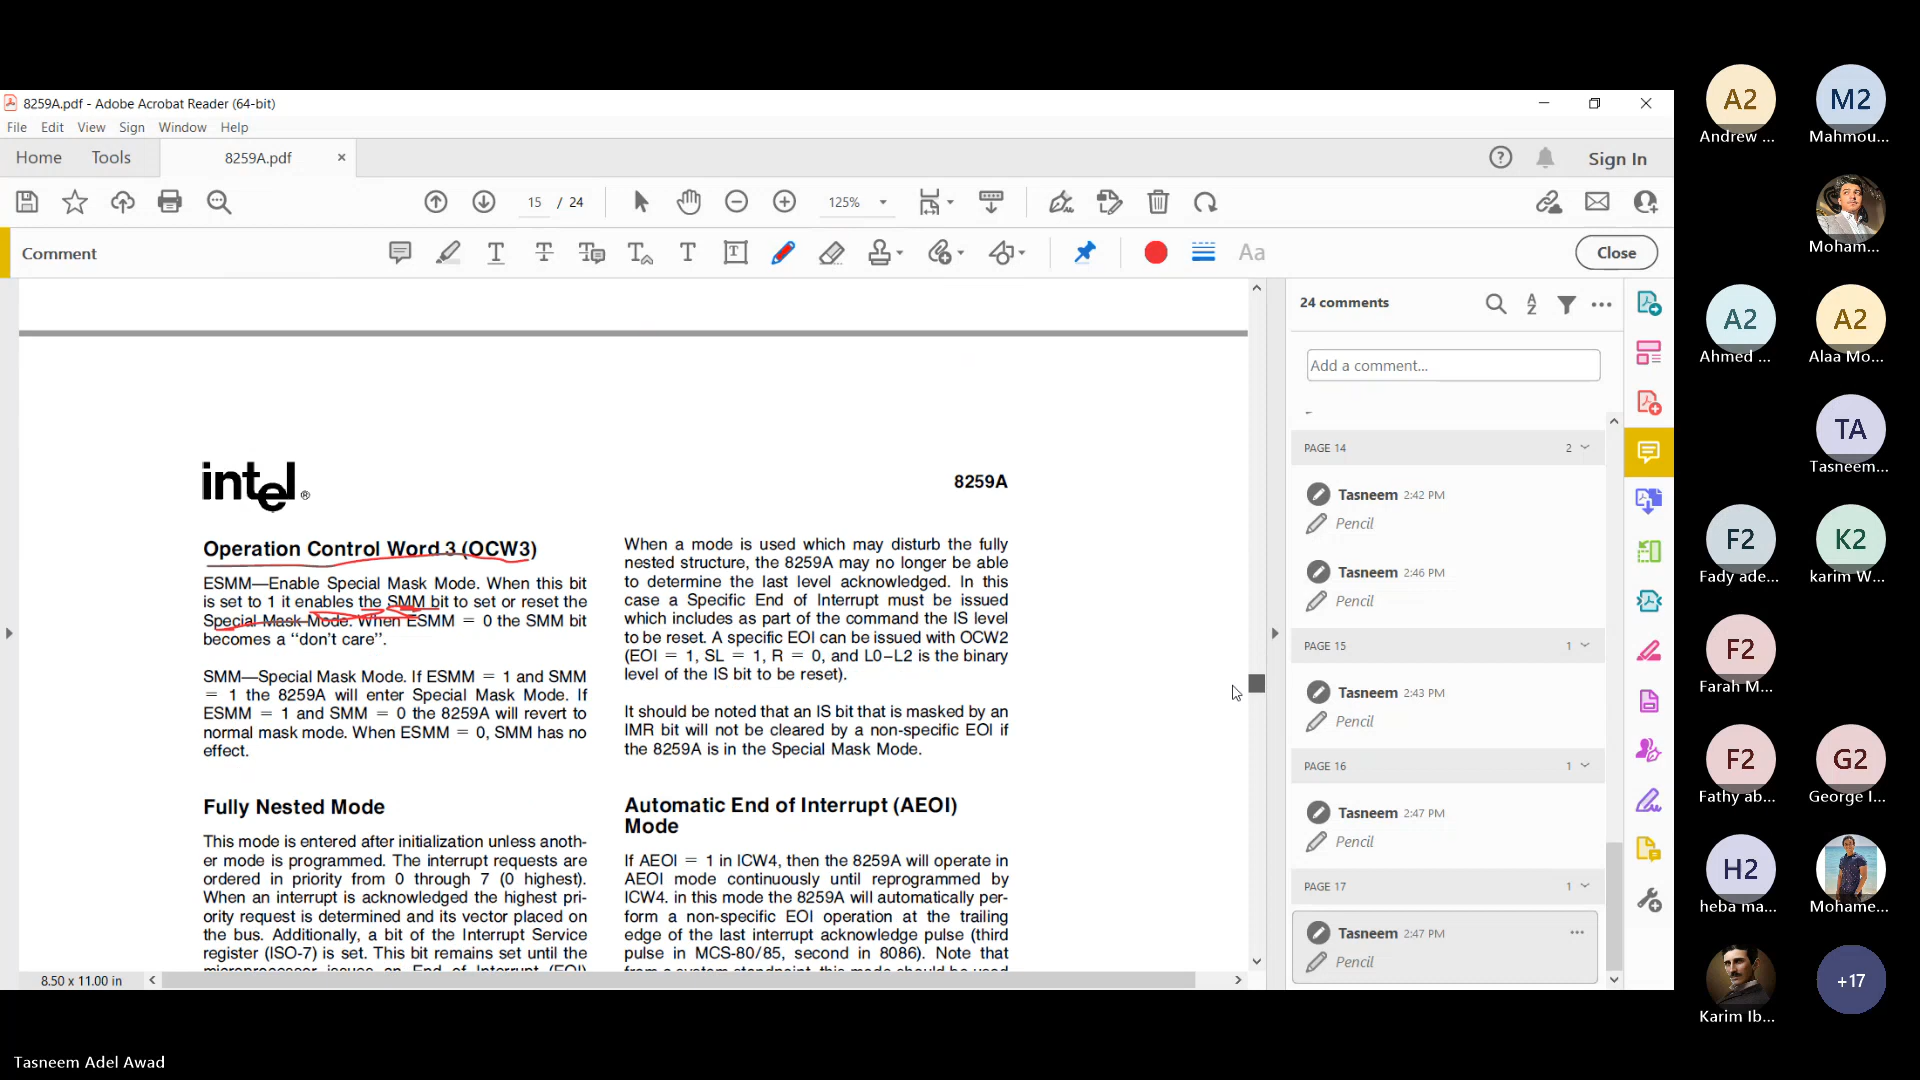 8259A.pdf - Adobe Acrobat Reader (64-bit)
File Edit View Sign Window Help
Home Tools 8259A.pdf × Sign In
15 / 24 125%
Comment Aa Close
24 comments
Add a comment...
PAGE 14 2
Tasneem 2:42 PM
Pencil
Tasneem 2:46 PM
Pencil
PAGE 15 1
Tasneem 2:43 PM
Pencil
PAGE 16 1
Tasneem 2:47 PM
Pencil
PAGE 17 1
Tasneem 2:47 PM
Pencil
intel®
8259A
Operation Control Word 3 (OCW3)
ESMM—Enable Special Mask Mode. When this bit
is set to 1 it enables the SMM bit to set or reset the
Special Mask Mode. When ESMM = 0 the SMM bit
becomes a ‘‘don’t care’’.
SMM—Special Mask Mode. If ESMM = 1 and SMM
= 1 the 8259A will enter Special Mask Mode. If
ESMM = 1 and SMM = 0 the 8259A will revert to
normal mask mode. When ESMM = 0, SMM has no
effect.
Fully Nested Mode
This mode is entered after initialization unless anoth-
er mode is programmed. The interrupt requests are
ordered in priority from 0 through 7 (0 highest).
When an interrupt is acknowledged the highest pri-
ority request is determined and its vector placed on
the bus. Additionally, a bit of the Interrupt Service
register (ISO-7) is set. This bit remains set until the
microprocessor issues an End of Interrupt (EOI)
When a mode is used which may disturb the fully
nested structure, the 8259A may no longer be able
to determine the last level acknowledged. In this
case a Specific End of Interrupt must be issued
which includes as part of the command the IS level
to be reset. A specific EOI can be issued with OCW2
(EOI = 1, SL = 1, R = 0, and L0–L2 is the binary
level of the IS bit to be reset).
It should be noted that an IS bit that is masked by an
IMR bit will not be cleared by a non-specific EOI if
the 8259A is in the Special Mask Mode.
Automatic End of Interrupt (AEOI)
Mode
If AEOI = 1 in ICW4, then the 8259A will operate in
AEOI mode continuously until reprogrammed by
ICW4. in this mode the 8259A will automatically per-
form a non-specific EOI operation at the trailing
edge of the last interrupt acknowledge pulse (third
pulse in MCS-80/85, second in 8086). Note that
from a system standpoint, this mode should be used
8.50 x 11.00 in
A2 M2
Andrew ... Mahmou...
Moham...
A2 A2
Ahmed ... Alaa Mo...
TA
Tasneem...
F2 K2
Fady ade... karim W...
F2
Farah M...
F2 G2
Fathy ab... George I...
H2
heba ma... Mohame...
+17
Karim Ib...
Tasneem Adel Awad